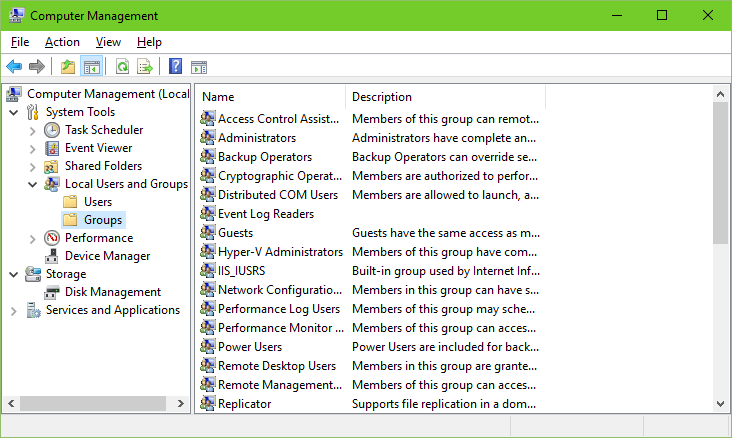 Computer Management
File Action View Help
Computer Management (Local
System Tools
Task Scheduler
Event Viewer
Shared Folders
Local Users and Groups
Users
Groups
Performance
Device Manager
Storage
Disk Management
Services and Applications
Name Description
Access Control Assist... Members of this group can remot...
Administrators Administrators have complete an...
Backup Operators Backup Operators can override se...
Cryptographic Operat... Members are authorized to perfor...
Distributed COM Users Members are allowed to launch, a...
Event Log Readers
Guests Guests have the same access as m...
Hyper-V Administrators Members of this group have com...
IIS_IUSRS Built-in group used by Internet Inf...
Network Configuratio... Members in this group can have s...
Performance Log Users Members of this group may sche...
Performance Monitor ... Members of this group can acces...
Power Users Power Users are included for back...
Remote Desktop Users Members in this group are grante...
Remote Management... Members of this group can acces...
Replicator Supports file replication in a dom...